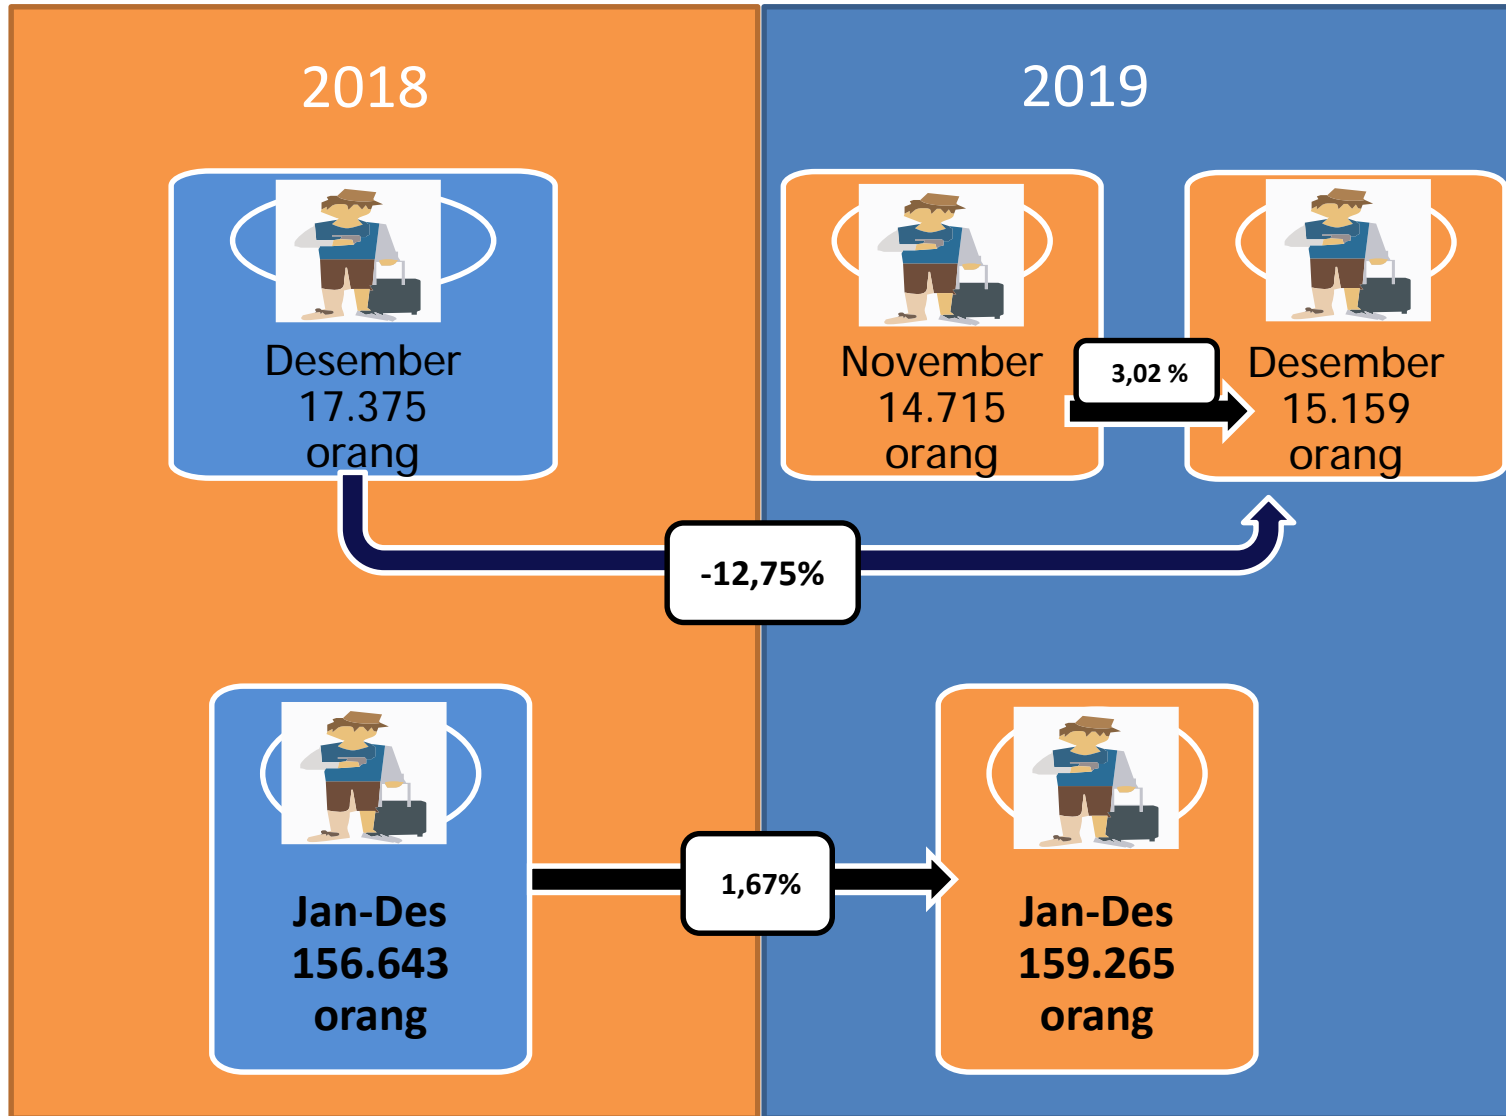 2018
2019
Desember
17.375
orang
November
14.715
orang
3,02 %
Desember
15.159
orang
-12,75%
Jan-Des
156.643
orang
1,67%
Jan-Des
159.265
orang